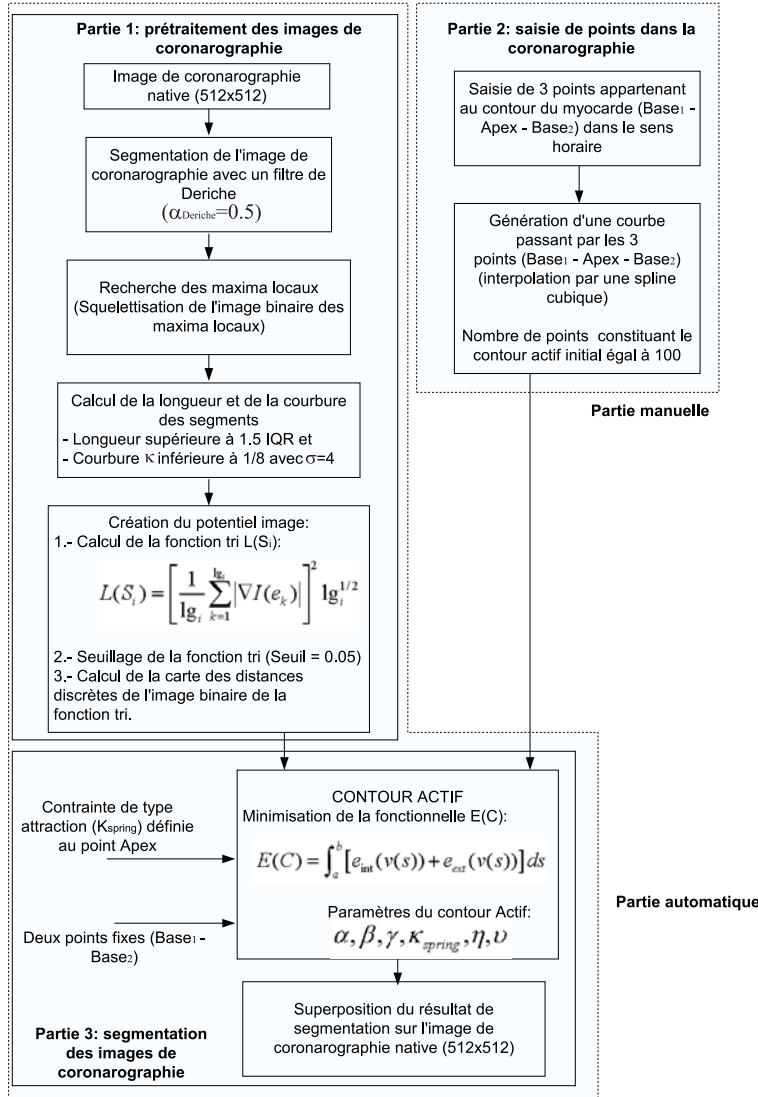 Partie 1: prétraitement des images de
coronarographie
Image de coronarographie
native (512x512)
Segmentation de l'image de
coronarographie avec un filtre de
Deriche
(αDeriche=0.5)
Recherche des maxima locaux
(Squelettisation de l'image binaire des
maxima locaux)
Calcul de la longueur et de la courbure
des segments
- Longueur supérieure à 1.5 IQR et
- Courbure κ inférieure à 1/8 avec σ=4
Création du potentiel image:
1.- Calcul de la fonction tri L(Si):
L(S_i) = [1/lg_i ∑_{k=1}^{lg_i} |∇I(e_k)|]^2 lg_i^{1/2}
2.- Seuillage de la fonction tri (Seuil = 0.05)
3.- Calcul de la carte des distances
discrètes de l'image binaire de la
fonction tri.
Partie 2: saisie de points dans la
coronarographie
Saisie de 3 points appartenant
au contour du myocarde (Base1 -
Apex - Base2) dans le sens
horaire
Génération d'une courbe
passant par les 3
points (Base1 - Apex - Base2)
(interpolation par une spline
cubique)
Nombre de points constituant le
contour actif initial égal à 100
Partie manuelle
Contrainte de type
attraction (Kspring) définie
au point Apex
Deux points fixes (Base1 -
Base2)
CONTOUR ACTIF
Minimisation de la fonctionnelle E(C):
E(C) = ∫_a^b [e_int(v(s)) + e_ext(v(s))] ds
Paramètres du contour Actif:
α, β, γ, κ_spring, η, υ
Partie automatique
Superposition du résultat de
segmentation sur l'image de
coronarographie native (512x512)
Partie 3: segmentation
des images de
coronarographie